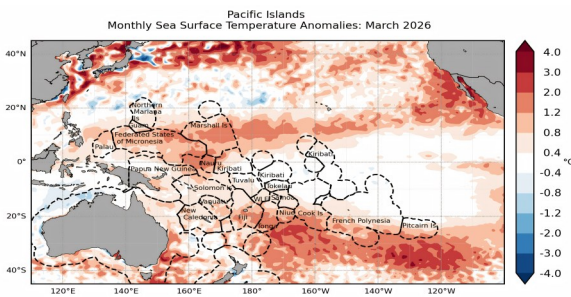 Pacific Islands
Monthly Sea Surface Temperature Anomalies: March 2026
40°N
20°N
0°
20°S
40°S
120°E
140°E
160°E
180°
160°W
140°W
120°W
Northern
Mariana
Is
Guam
Marshall Is
Federated States
of Micronesia
Palau
Nauru
Kiribati
Kiribati
Papua New Guinea
Kiribati
Tuvalu
Tokelau
Solomon Is
W.F
Samoa
Vanuatu
New
Caledonia
Fiji
Niue
Cook Is
Tonga
French Polynesia
Pitcairn Is
4.0
3.0
2.0
1.2
0.8
0.4
-0.4
-0.8
-1.2
-2.0
-3.0
-4.0